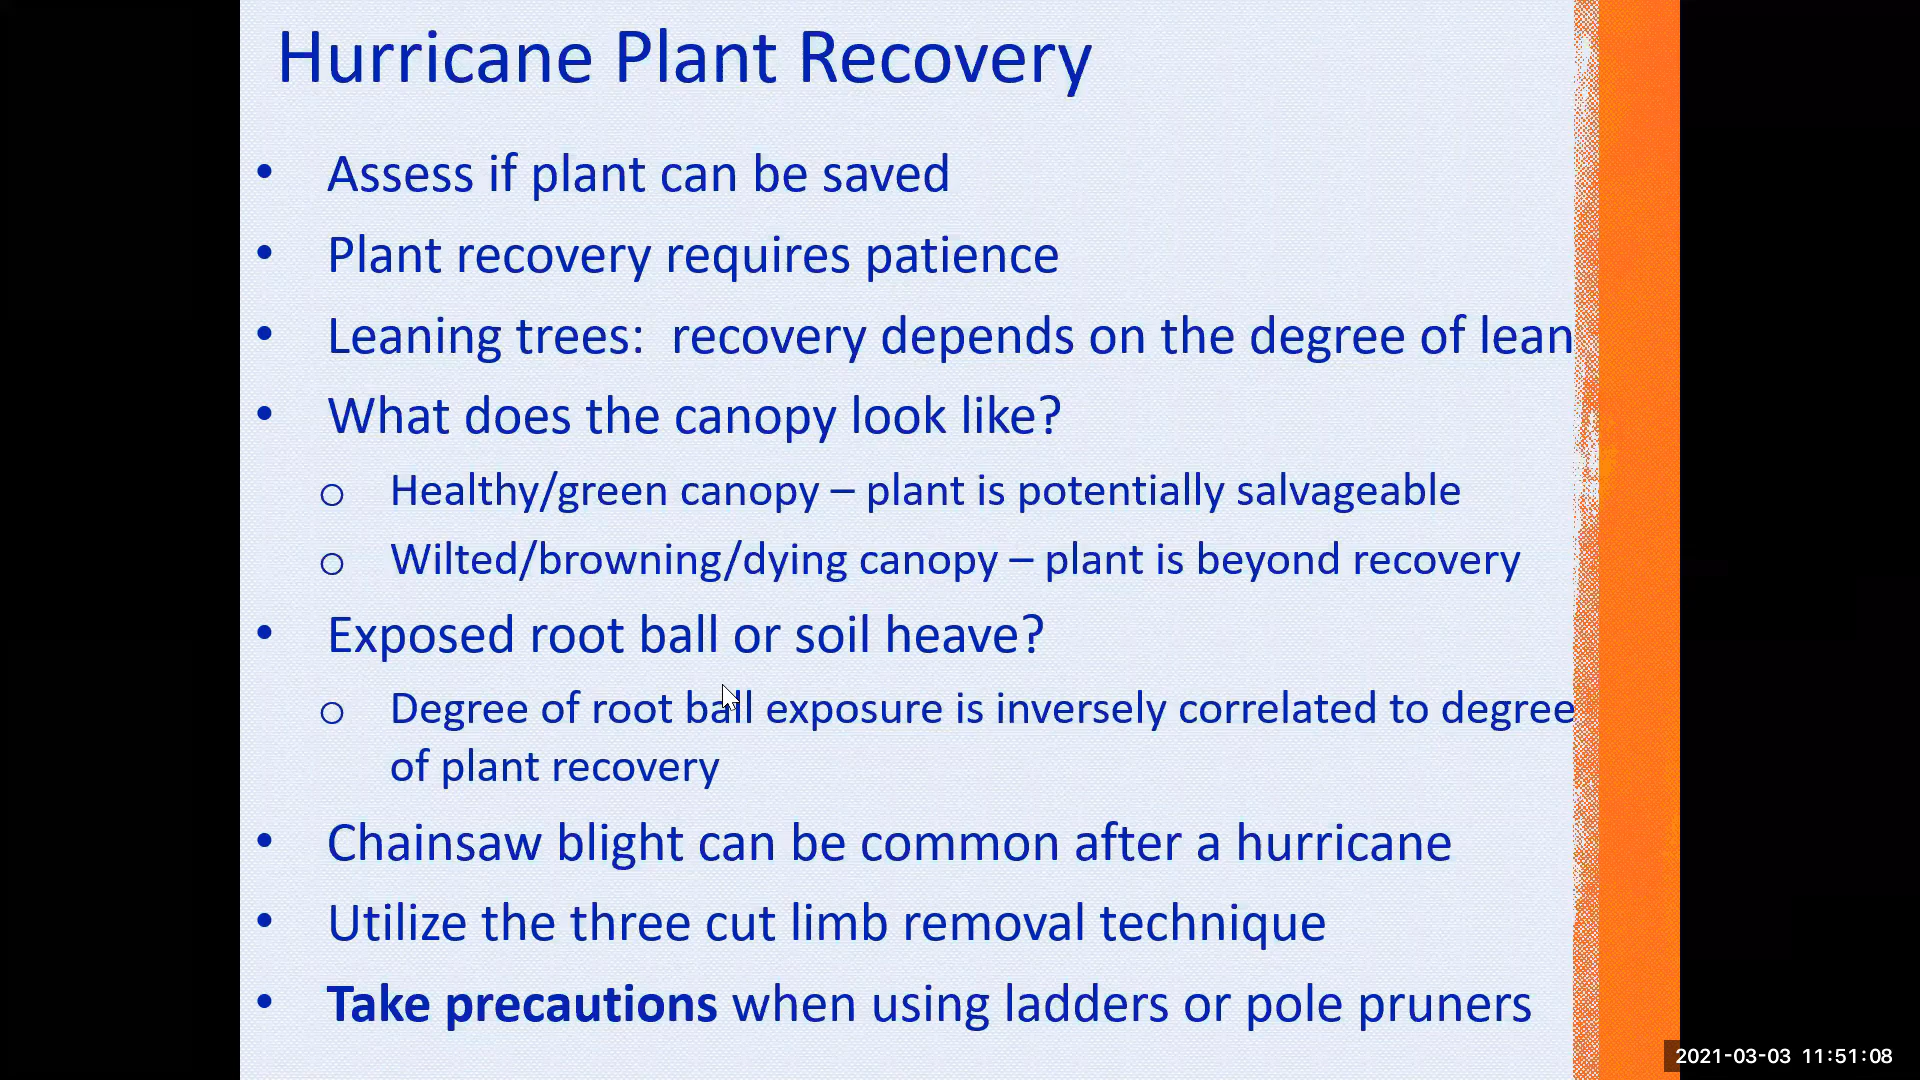 Hurricane Plant Recovery
• Assess if plant can be saved
• Plant recovery requires patience
• Leaning trees:  recovery depends on the degree of lean
• What does the canopy look like?
o Healthy/green canopy – plant is potentially salvageable
o Wilted/browning/dying canopy – plant is beyond recovery
• Exposed root ball or soil heave?
o Degree of root ball exposure is inversely correlated to degree
of plant recovery
• Chainsaw blight can be common after a hurricane
• Utilize the three cut limb removal technique
• Take precautions when using ladders or pole pruners
2021-03-03 11:51:08